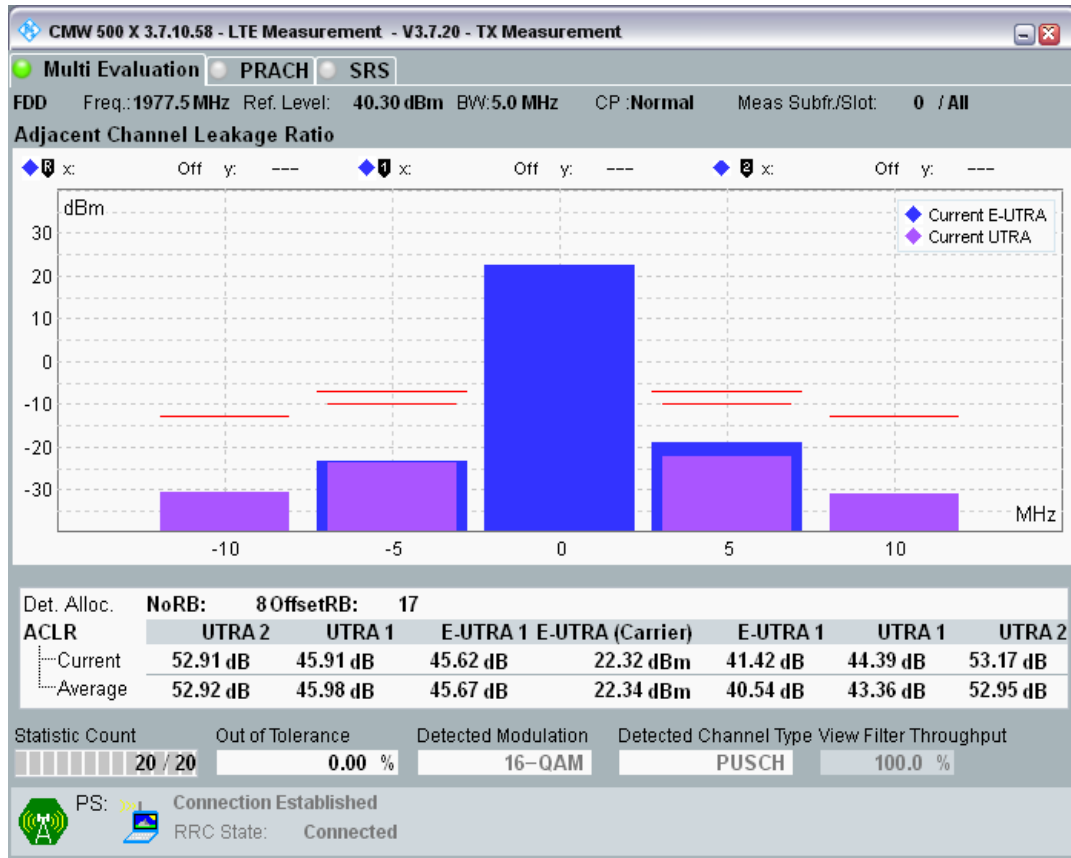 CMW 500 X 3.7.10.58 - LTE Measurement - V3.7.20 - TX Measurement
Multi Evaluation PRACH SRS
FDD Freq.:1977.5 MHz Ref. Level: 40.30 dBm BW:5.0 MHz CP :Normal Meas Subfr./Slot: 0 / All
Adjacent Channel Leakage Ratio
R x: Off y: --- 1 x: Off y: --- 2 x: Off y: ---
dBm
Current E-UTRA
Current UTRA
30
20
10
0
-10
-20
-30
MHz
-10 -5 0 5 10
Det. Alloc. NoRB: 8 OffsetRB: 17
ACLR UTRA 2 UTRA 1 E-UTRA 1 E-UTRA (Carrier) E-UTRA 1 UTRA 1 UTRA 2
Current 52.91 dB 45.91 dB 45.62 dB 22.32 dBm 41.42 dB 44.39 dB 53.17 dB
Average 52.92 dB 45.98 dB 45.67 dB 22.34 dBm 40.54 dB 43.36 dB 52.95 dB
Statistic Count Out of Tolerance Detected Modulation Detected Channel Type View Filter Throughput
20 / 20 0.00 % 16-QAM PUSCH 100.0 %
PS: Connection Established
RRC State: Connected